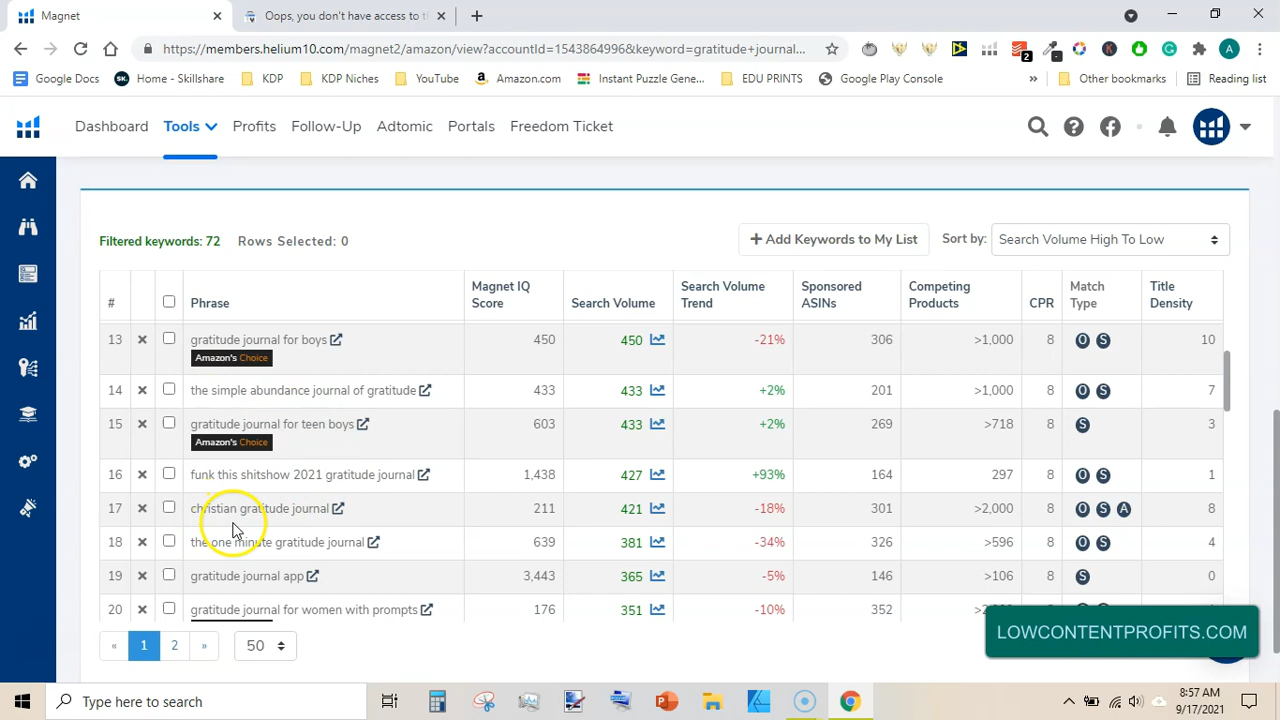 Magnet
Oops, you don't have access to t
https://members.helium10.com/magnet2/amazon/view?accountId=1543864996&keyword=gratitude+journal...
2
A
Google Docs
SK.
Home - Skillshare
KDP
KDP Niches
YouTube
Amazon.com
Instant Puzzle Gene...
EDU PRINTS
Google Play Console
»
Other bookmarks
Reading list
Dashboard
Tools
Profits
Follow-Up
Adtomic
Portals
Freedom Ticket
Filtered keywords: 72
Rows Selected: 0
+ Add Keywords to My List
Sort by:
Search Volume High To Low
# Phrase Magnet IQ Score Search Volume Search Volume Trend Sponsored ASINs Competing Products CPR Match Type Title Density
13 gratitude journal for boys 450 450 -21% 306 >1,000 8 O S 10
Amazon's Choice
14 the simple abundance journal of gratitude 433 433 +2% 201 >1,000 8 O S 7
15 gratitude journal for teen boys 603 433 +2% 269 >718 8 S 3
Amazon's Choice
16 funk this shitshow 2021 gratitude journal 1,438 427 +93% 164 297 8 O S 1
17 christian gratitude journal 211 421 -18% 301 >2,000 8 O S A 8
18 the one minute gratitude journal 639 381 -34% 326 >596 8 O S 4
19 gratitude journal app 3,443 365 -5% 146 >106 8 S 0
20 gratitude journal for women with prompts 176 351 -10% 352
« 1 2 »
50
LOWCONTENTPROFITS.COM
Type here to search
8:57 AM
9/17/2021